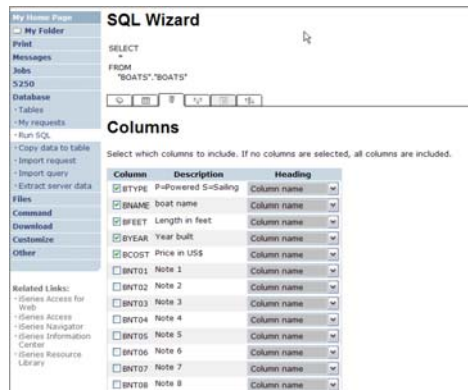 My Home Page
My Folder
Print
Messages
Jobs
5250
Database
Tables
My requests
Run SQL
Copy data to table
Import request
Import query
Extract server data
Files
Command
Download
Customize
Other
Related Links:
iSeries Access for Web
iSeries Access
iSeries Navigator
iSeries Information Center
iSeries Resource Library
SQL Wizard
SELECT
*
FROM
"BOATS"."BOATS"
Columns
Select which columns to include. If no columns are selected, all columns are included.
Column Description Heading
BTYPE P=Powered S=Sailing Column name
BNAME boat name Column name
BFEET Length in feet Column name
BYEAR Year built Column name
BCOST Price in US$ Column name
BNT01 Note 1 Column name
BNT02 Note 2 Column name
BNT03 Note 3 Column name
BNT04 Note 4 Column name
BNT05 Note 5 Column name
BNT06 Note 6 Column name
BNT07 Note 7 Column name
BNT08 Note 8 Column name